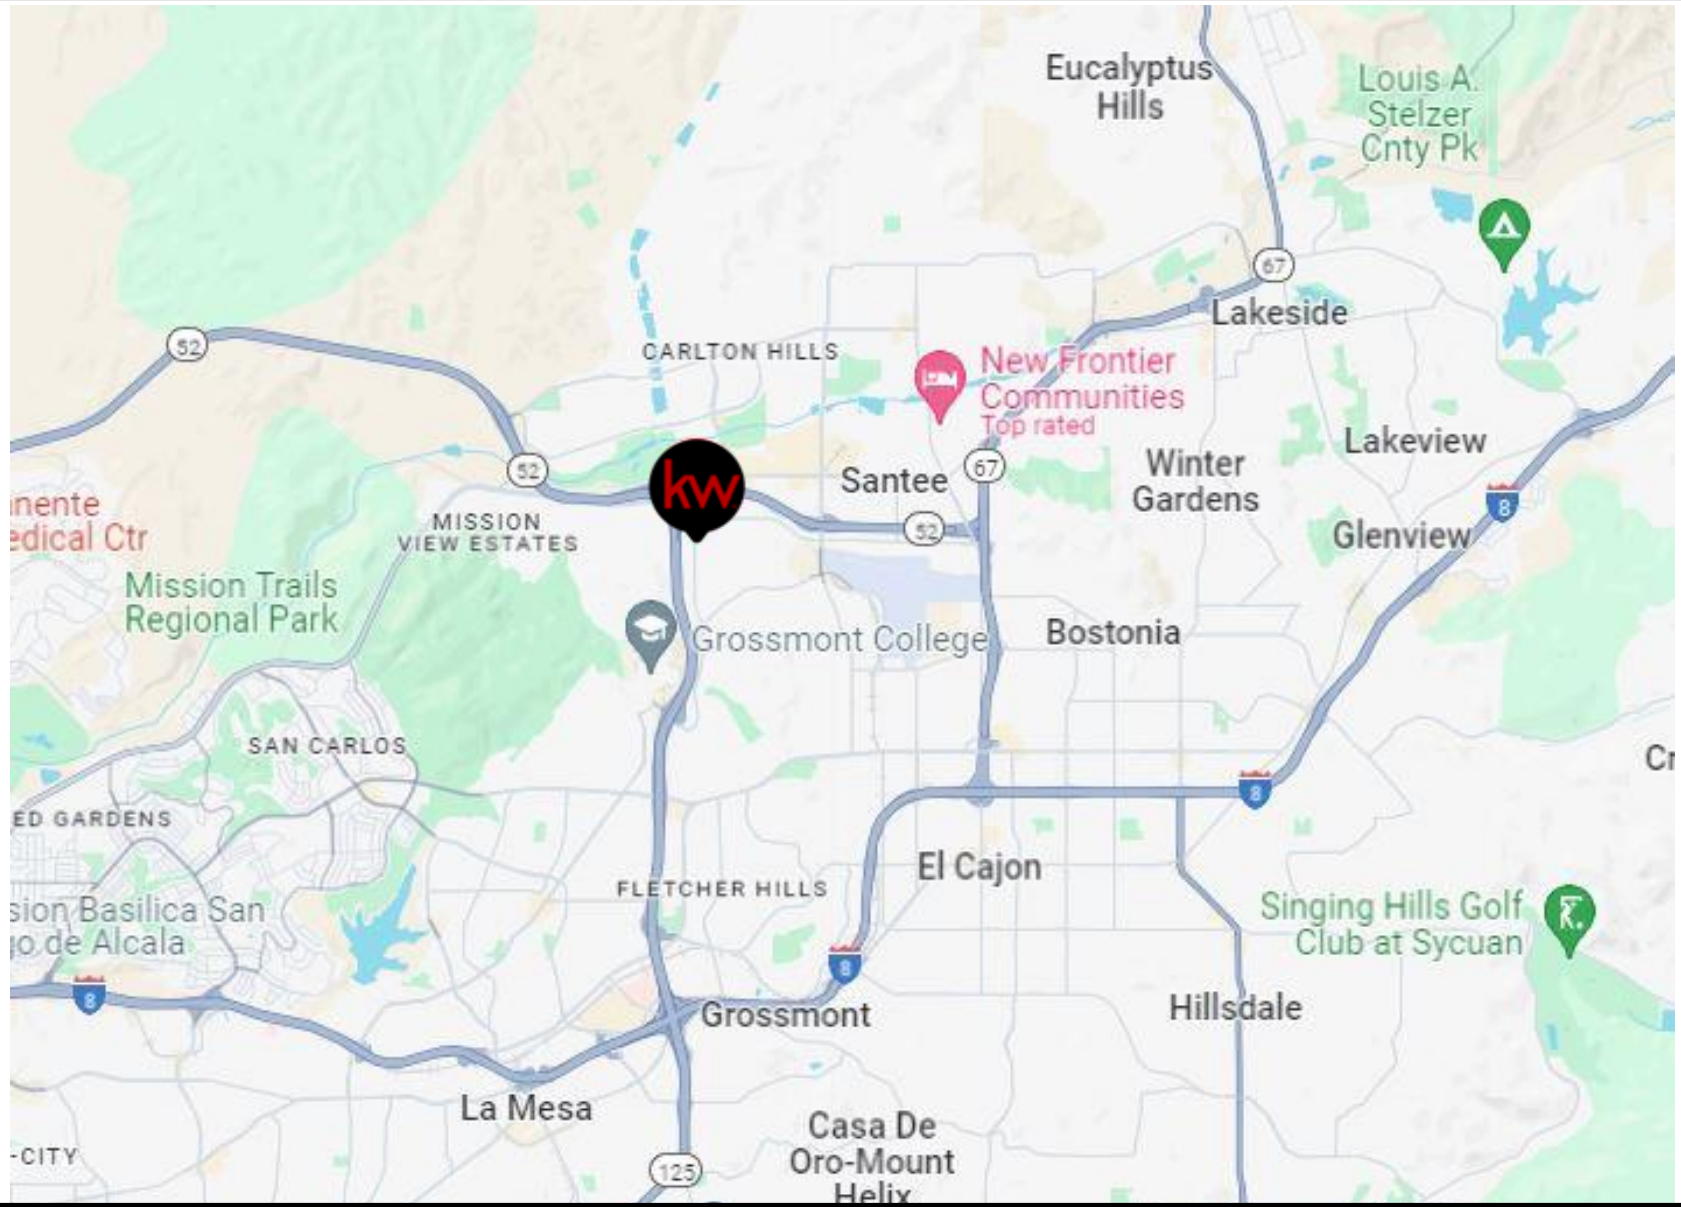 Eucalyptus
Hills
Louis A.
Stelzer
Cnty Pk
67
Lakeside
52
CARLTON HILLS
New Frontier
Communities
Top rated
Lakeview
52
kw
Santee
67
Winter
Gardens
8
nente
edical Ctr
MISSION
VIEW ESTATES
52
Glenview
Mission Trails
Regional Park
Grossmont College
Bostonia
SAN CARLOS
Cr
8
ED GARDENS
El Cajon
FLETCHER HILLS
sion Basilica San
go de Alcala
Singing Hills Golf
Club at Sycuan
8
8
Grossmont
Hillsdale
La Mesa
Casa De
Oro-Mount
Helix
-CITY
125